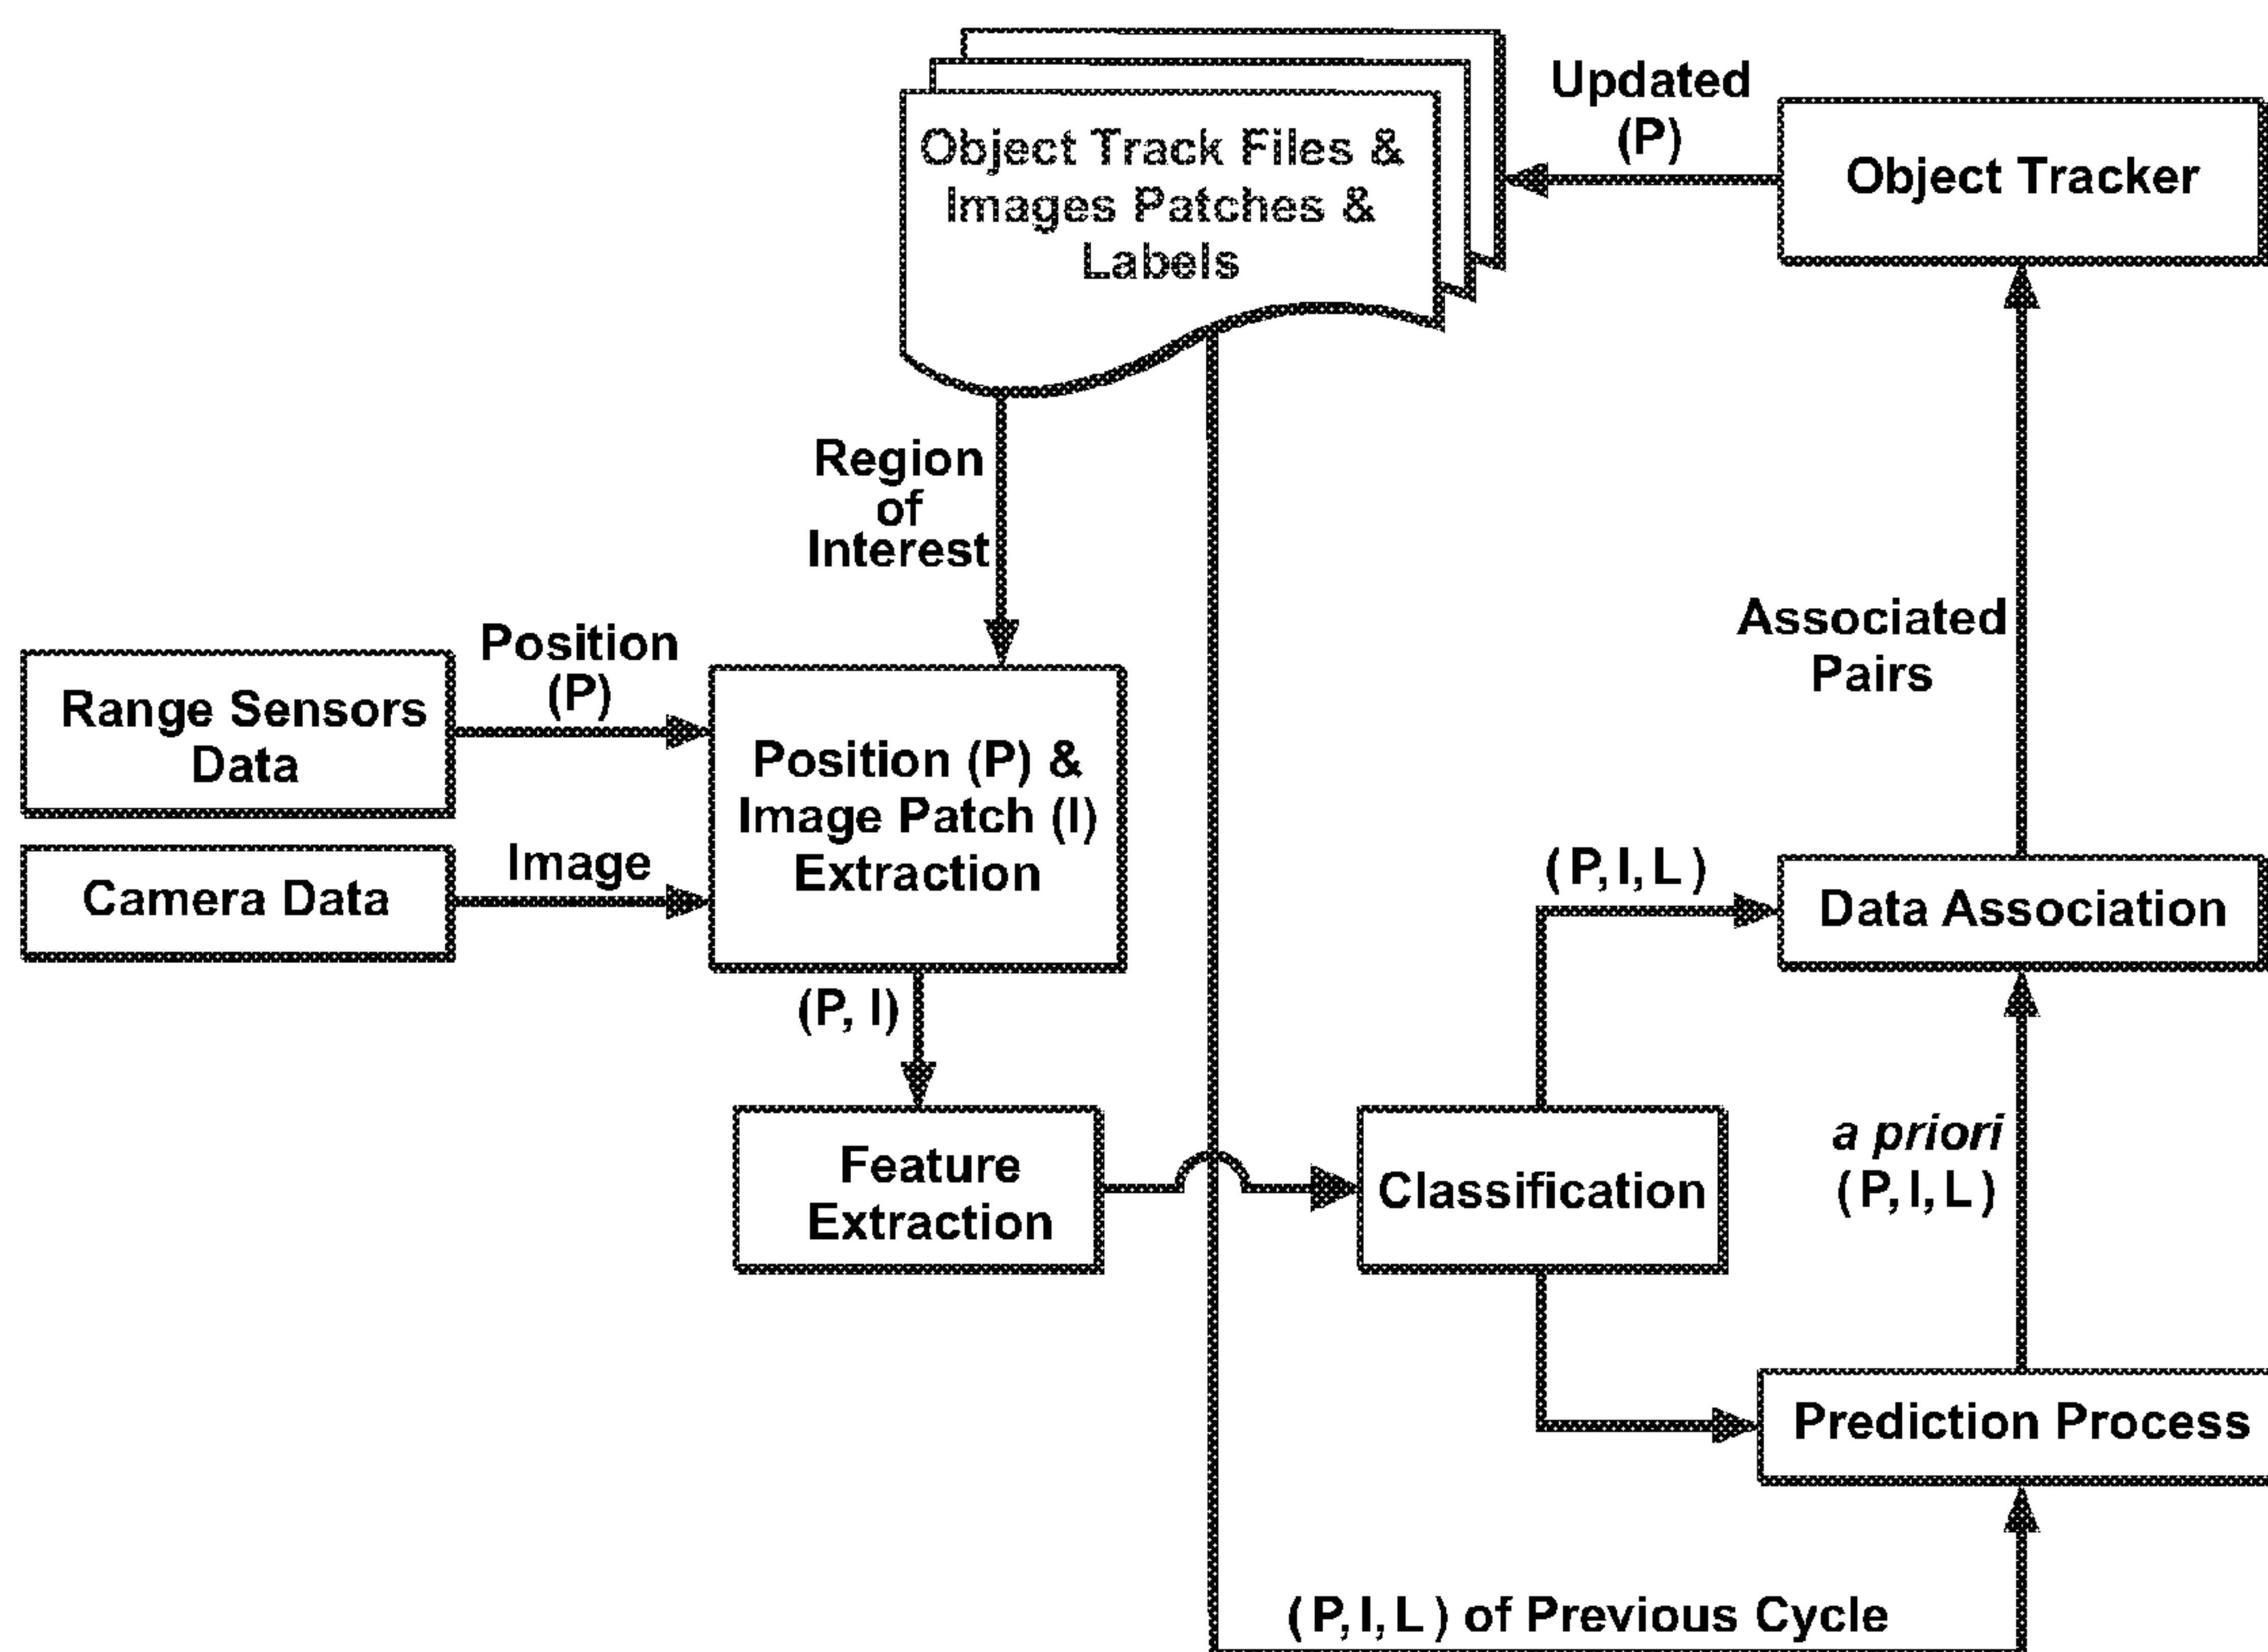 Updated
(P)
Object Track Files &
Images Patches &
Labels
Object Tracker
Region
of
Interest
Position
(P)
Range Sensors
Data
Position (P) &
Image Patch (I)
Extraction
Associated
Pairs
Image
Camera Data
(P, I, L)
Data Association
(P, I)
Feature
Extraction
Classification
a priori
(P, I, L)
Prediction Process
(P, I, L) of Previous Cycle